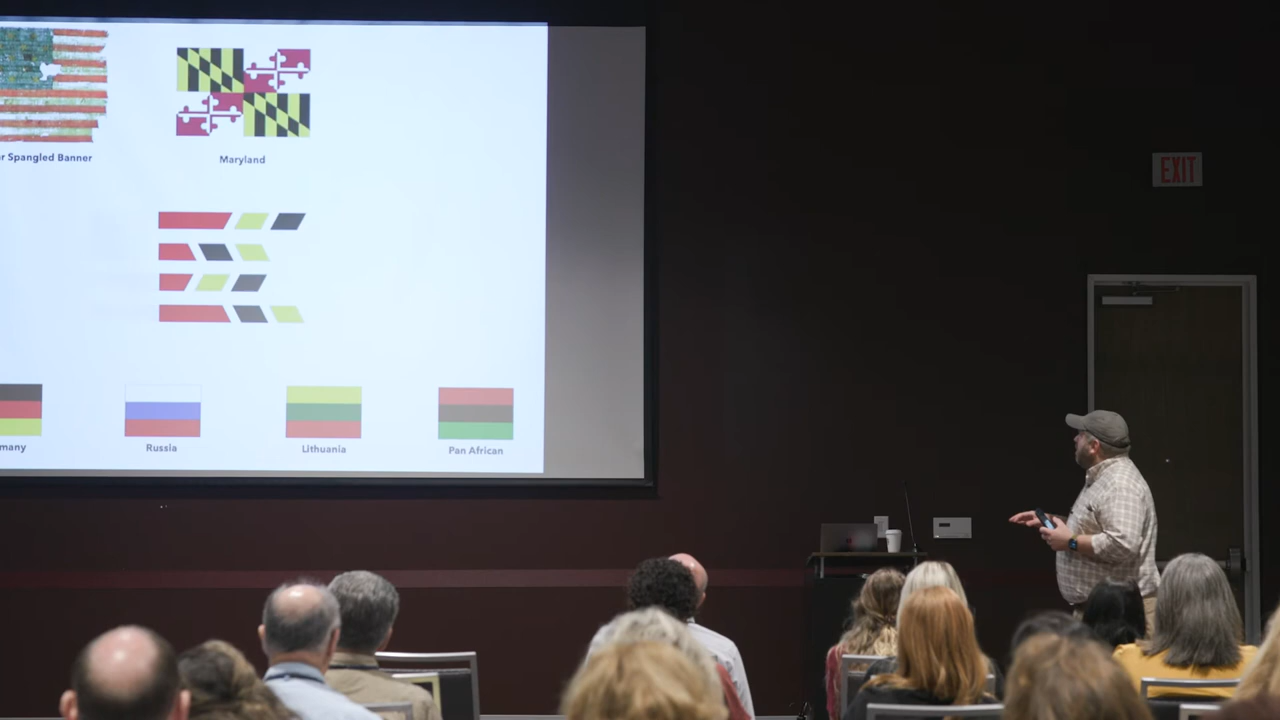 r Spangled Banner
Maryland
EXIT
many
Russia
Lithuania
Pan African